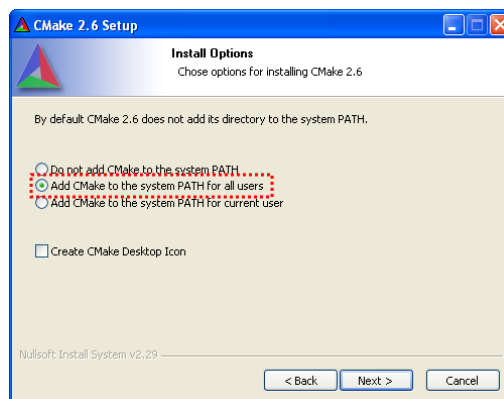 CMake 2.6 Setup
Install Options
Chose options for installing CMake 2.6
By default CMake 2.6 does not add its directory to the system PATH.
Do not add CMake to the system PATH
Add CMake to the system PATH for all users
Add CMake to the system PATH for current user
Create CMake Desktop Icon
Nullsoft Install System v2.29
< Back Next > Cancel